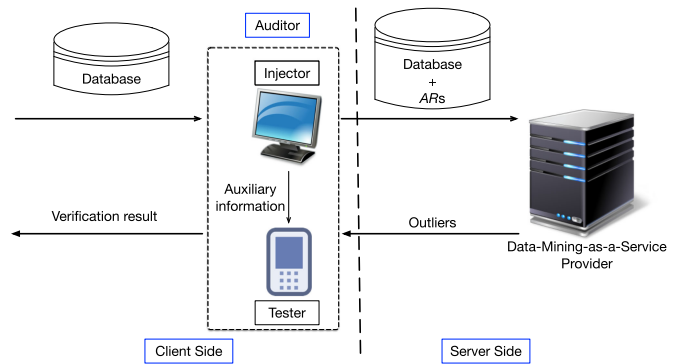 Auditor
Database
Injector
Database
+
ARs
Auxiliary
information
Verification result
Outliers
Data-Mining-as-a-Service
Provider
Tester
Client Side
Server Side